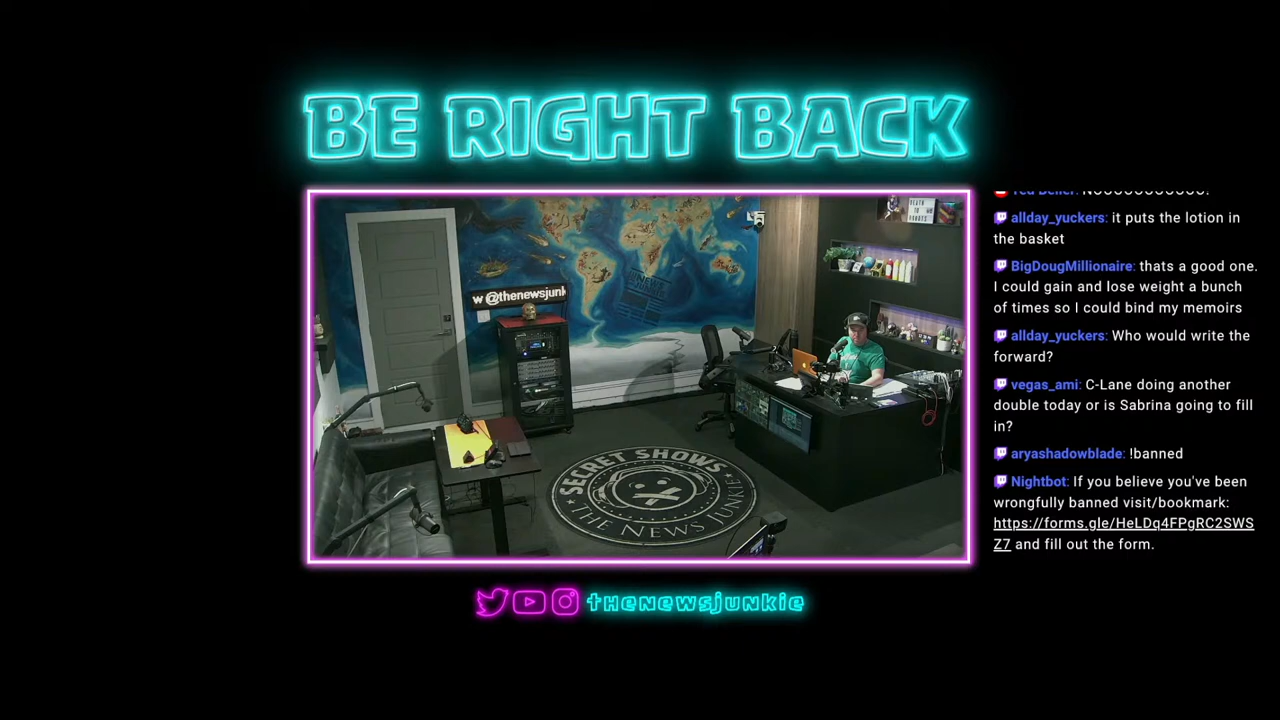 BE RIGHT BACK
Ted Beller: NOOOOOOOOOOO!
allday_yuckers: it puts the lotion in
the basket
BigDougMillionaire: thats a good one.
I could gain and lose weight a bunch
of times so I could bind my memoirs
allday_yuckers: Who would write the
forward?
vegas_ami: C-Lane doing another
double today or is Sabrina going to fill
in?
aryashadowblade: !banned
Nightbot: If you believe you've been
wrongfully banned visit/bookmark:
https://forms.gle/HeLDq4FPgRC2SWS
Z7 and fill out the form.
w @thenewsjunk
SECRET SHOWS
THE NEWS JUNKIE
thenewsjunkie